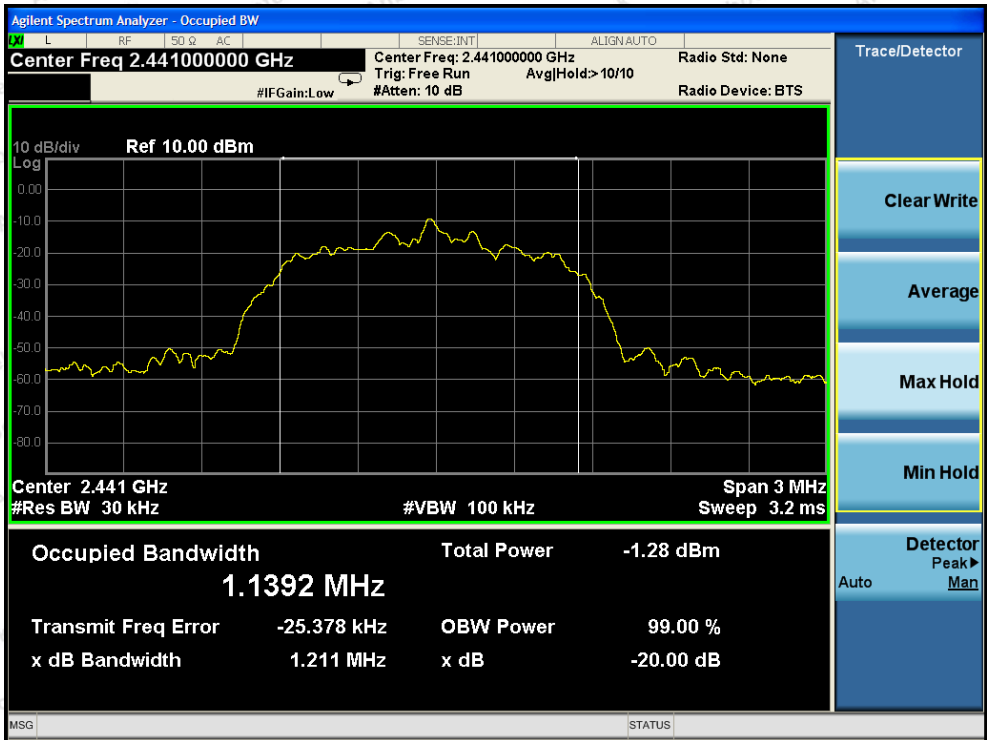 Agilent Spectrum Analyzer - Occupied BW
LXI L RF 50 Ω AC SENSE:INT ALIGN AUTO
Center Freq 2.441000000 GHz
Center Freq: 2.441000000 GHz
Radio Std: None
Trig: Free Run Avg|Hold:> 10/10
#IFGain:Low #Atten: 10 dB
Radio Device: BTS
Trace/Detector
10 dB/div Ref 10.00 dBm
Log
0.00
-10.0
-20.0
-30.0
-40.0
-50.0
-60.0
-70.0
-80.0
Center 2.441 GHz Span 3 MHz
#Res BW 30 kHz #VBW 100 kHz Sweep 3.2 ms
Occupied Bandwidth Total Power -1.28 dBm
1.1392 MHz
Transmit Freq Error -25.378 kHz OBW Power 99.00 %
x dB Bandwidth 1.211 MHz x dB -20.00 dB
Clear Write
Average
Max Hold
Min Hold
Detector
Peak▶
Auto Man
MSG STATUS